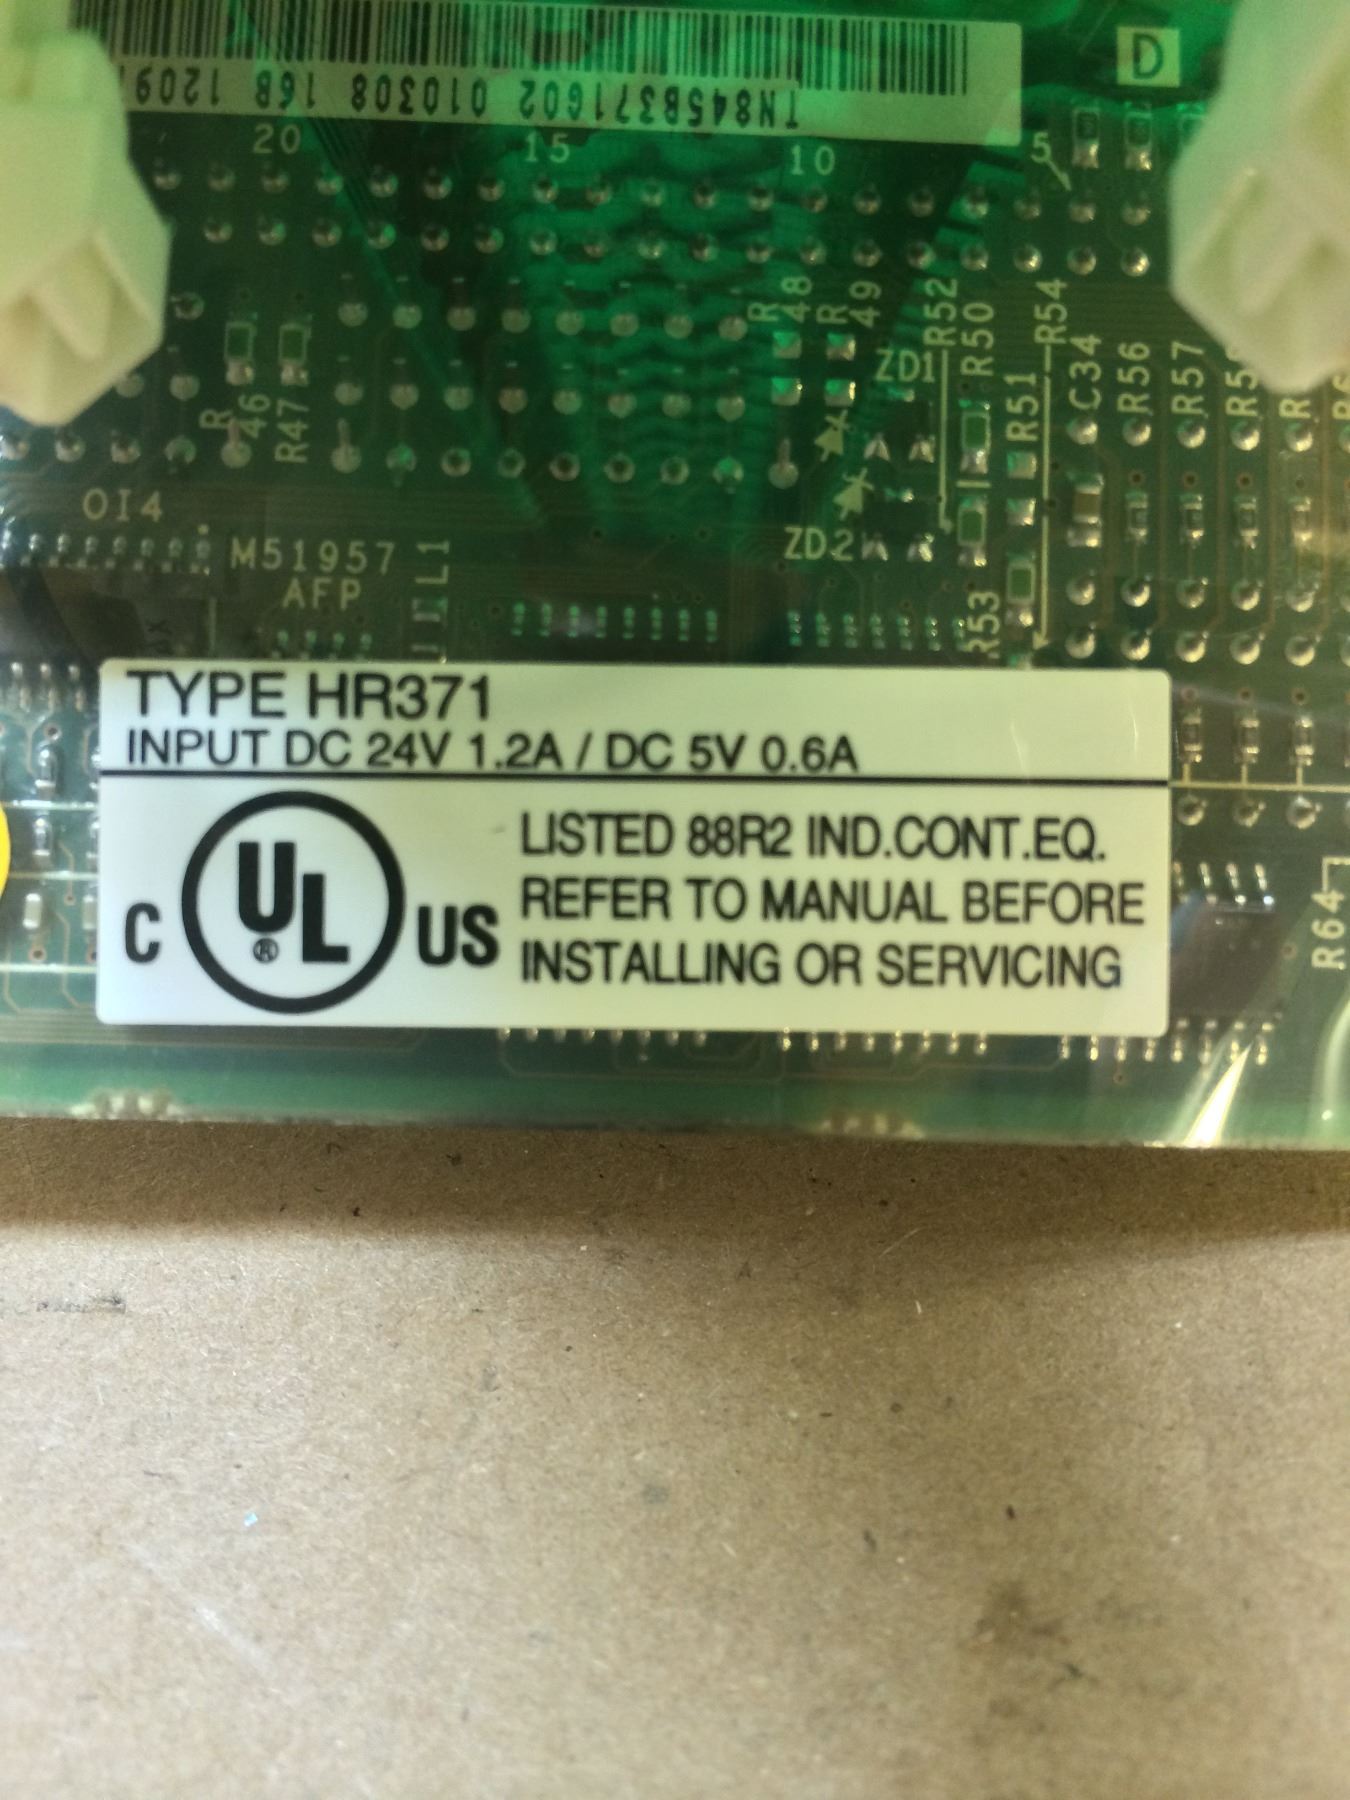 D
TN845B371G02 010308 16B 1209
20 15 10 5
R 48 R 49 R52 R50 R54
ZD1 R51 C34 R56 R57
R 46 R47
OI4
M51957 L1
AFP
ZD2
R53
TYPE HR371
INPUT DC 24V 1.2A / DC 5V 0.6A
C UL® US
LISTED 88R2 IND.CONT.EQ.
REFER TO MANUAL BEFORE
INSTALLING OR SERVICING
R64